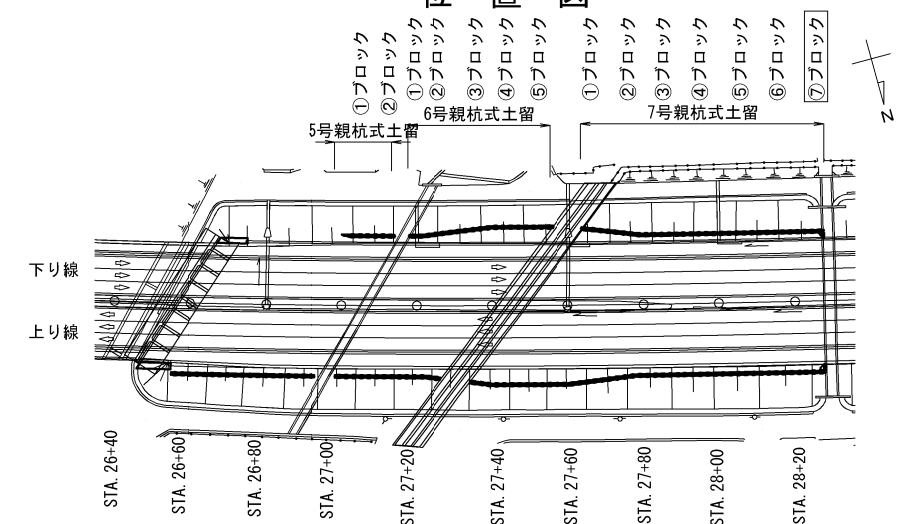 位置図
①ブロック
②ブロック
①ブロック
②ブロック
③ブロック
④ブロック
⑤ブロック
①ブロック
②ブロック
③ブロック
④ブロック
⑤ブロック
⑥ブロック
⑦ブロック
5号親杭式土留
6号親杭式土留
7号親杭式土留
N
下り線
上り線
STA. 26+40
STA. 26+60
STA. 26+80
STA. 27+00
STA. 27+20
STA. 27+40
STA. 27+60
STA. 27+80
STA. 28+00
STA. 28+20